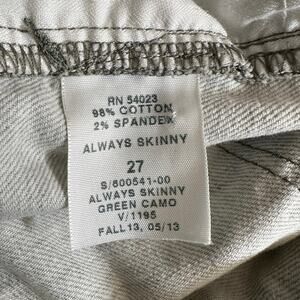 RN 54023
98% COTTON
2% SPANDEX
ALWAYS SKINNY
27
S/600541-00
ALWAYS SKINNY
GREEN CAMO
V/1195
FALL13, 05/13